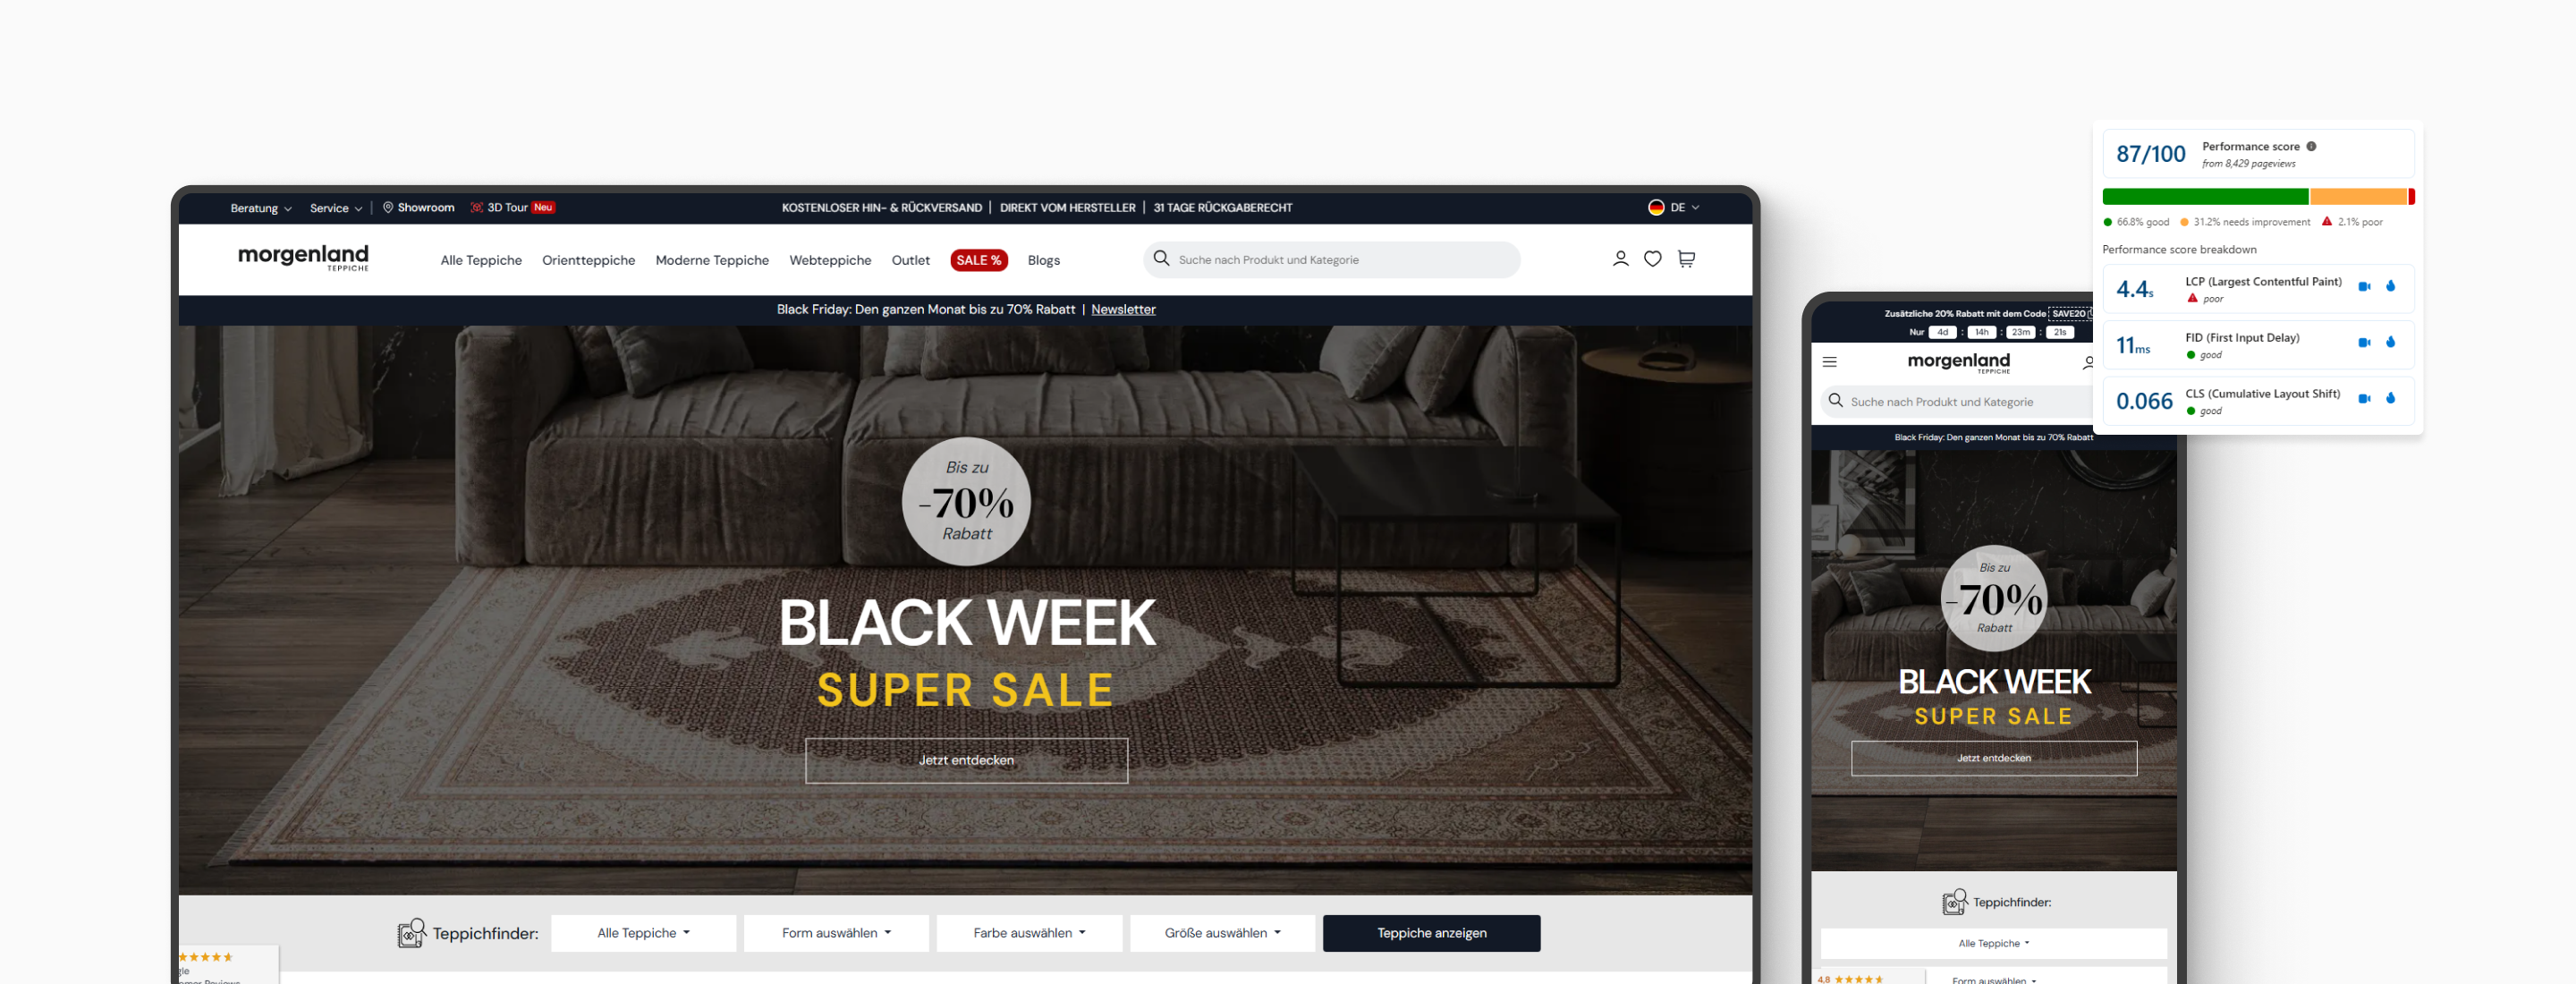 Beratung Service Showroom 3D Tour Neu
KOSTENLOSER HIN- & RÜCKVERSAND | DIREKT VOM HERSTELLER | 31 TAGE RÜCKGABERECHT
DE
morgenland
TEPPICHE
Alle Teppiche Orientteppiche Moderne Teppiche Webteppiche Outlet SALE % Blogs
Suche nach Produkt und Kategorie
Black Friday: Den ganzen Monat bis zu 70% Rabatt | Newsletter
Bis zu
-70%
Rabatt
BLACK WEEK
SUPER SALE
Jetzt entdecken
Teppichfinder: Alle Teppiche Form auswählen Farbe auswählen Größe auswählen Teppiche anzeigen
Zusätzliche 20% Rabatt mit dem Code: SAVE20
Nur 4d : 14h : 23m : 21s
morgenland
TEPPICHE
Suche nach Produkt und Kategorie
Black Friday: Den ganzen Monat bis zu 70% Rabatt
Bis zu
-70%
Rabatt
BLACK WEEK
SUPER SALE
Jetzt entdecken
Teppichfinder:
Alle Teppiche
4,8
Form auswählen
87/100 Performance score
from 8,429 pageviews
66.8% good 31.2% needs improvement 2.1% poor
Performance score breakdown
4.4s LCP (Largest Contentful Paint)
poor
11ms FID (First Input Delay)
good
0.066 CLS (Cumulative Layout Shift)
good